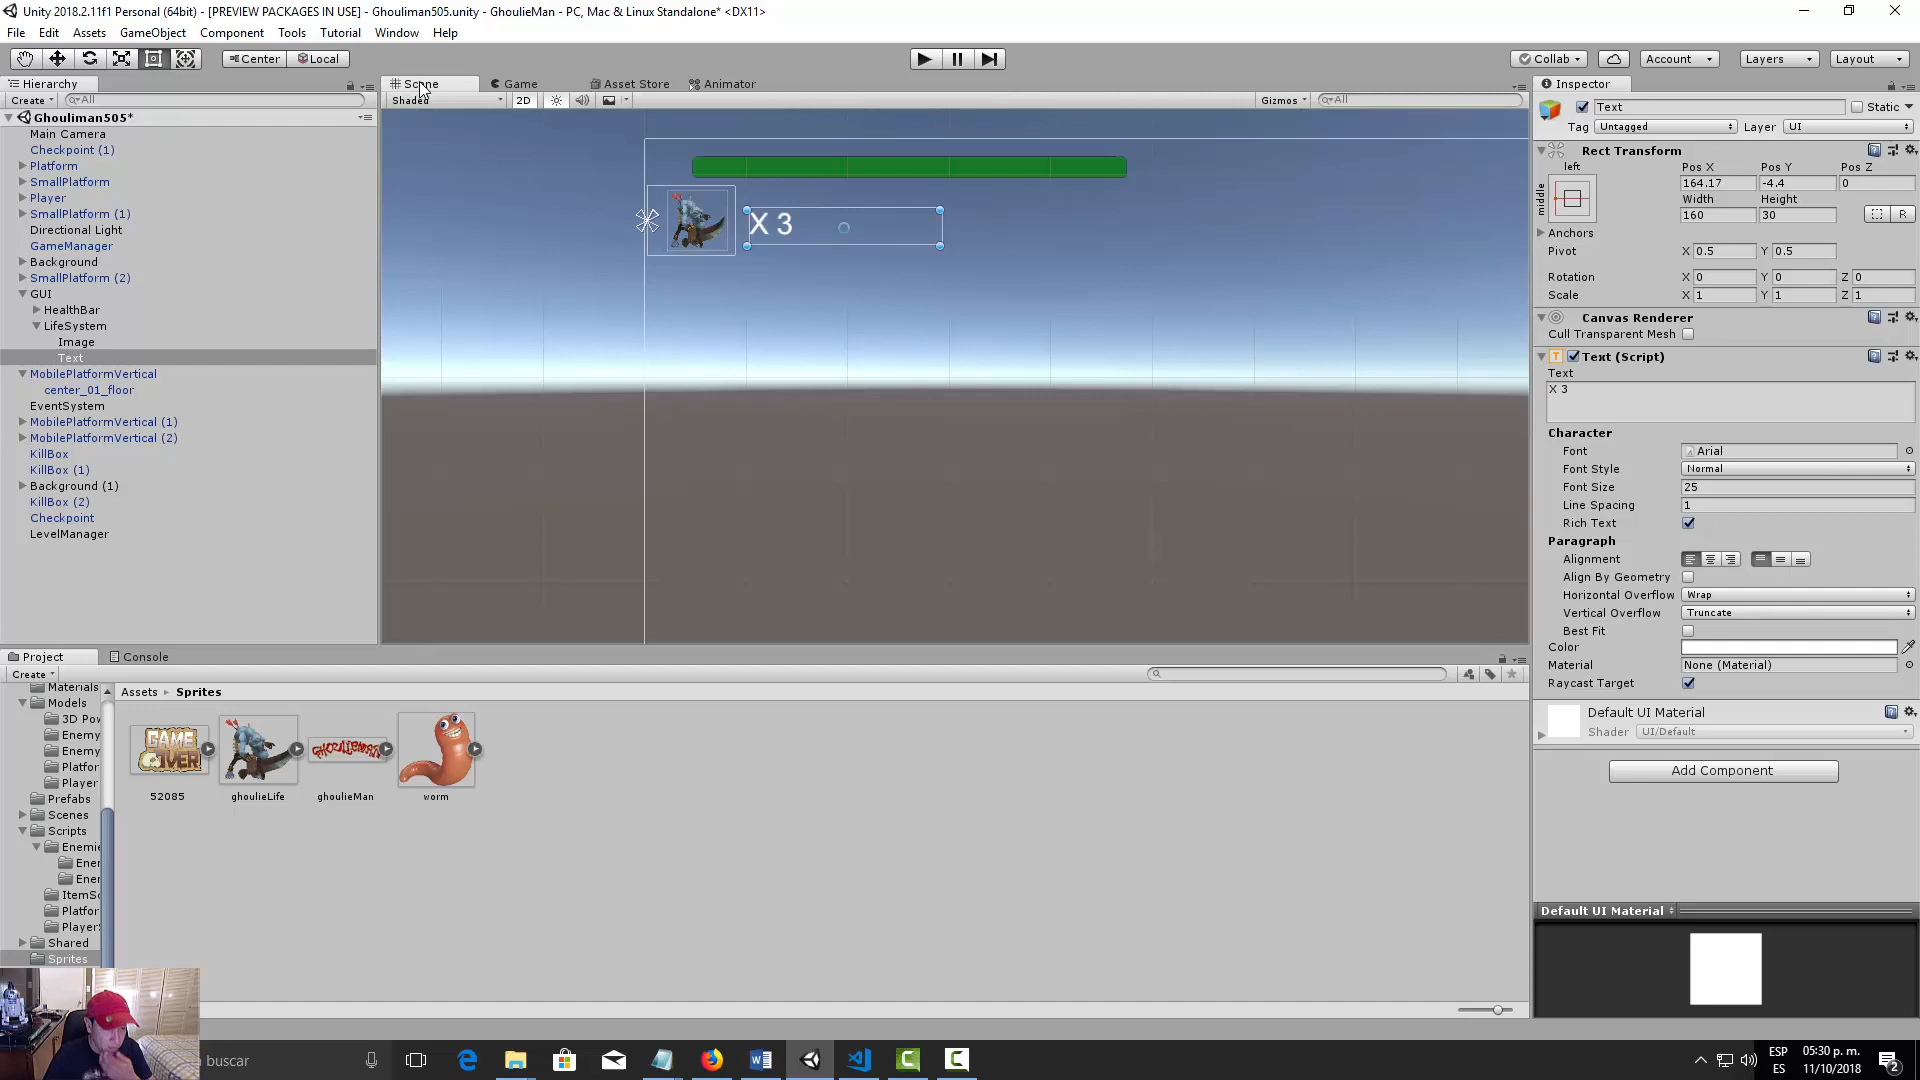 Unity 2018.2.11f1 Personal (64bit) - [PREVIEW PACKAGES IN USE] - Ghouliman505.unity - GhoulieMan - PC, Mac & Linux Standalone* <DX11>
File Edit Assets GameObject Component Tools Tutorial Window Help
Center Local Collab Account Layers Layout
Hierarchy Scene Game Asset Store Animator Inspector
Create All Shaded 2D Gizmos All
Text Static
Tag Untagged Layer UI
Ghouliman505*
Main Camera
Checkpoint (1)
Platform
SmallPlatform
Player
SmallPlatform (1)
Directional Light
GameManager
Background
SmallPlatform (2)
GUI
HealthBar
LifeSystem
Image
Text
MobilePlatformVertical
center_01_floor
EventSystem
MobilePlatformVertical (1)
MobilePlatformVertical (2)
KillBox
KillBox (1)
Background (1)
KillBox (2)
Checkpoint
LevelManager
X 3
Rect Transform
left Pos X Pos Y Pos Z
middle 164.17 -4.4 0
Width Height
160 30 R
Anchors
Pivot X 0.5 Y 0.5
Rotation X 0 Y 0 Z 0
Scale X 1 Y 1 Z 1
Canvas Renderer
Cull Transparent Mesh
Text (Script)
Text
X 3
Character
Font Arial
Font Style Normal
Font Size 25
Line Spacing 1
Rich Text
Paragraph
Alignment
Align By Geometry
Horizontal Overflow Wrap
Vertical Overflow Truncate
Best Fit
Color
Material None (Material)
Raycast Target
Default UI Material
Shader UI/Default
Add Component
Default UI Material
Project Console
Create
Materials
Models
3D Pow
Enemy
Enemy
Platfor
Player
Prefabs
Scenes
Scripts
Enemie
Ener
Ener
ItemSc
Platfor
Player
Shared
Sprites
Assets Sprites
GAME OVER
GHOULIEMAN
52085 ghoulieLife ghoulieMan worm
buscar
ESP
ES
05:30 p. m.
11/10/2018
2